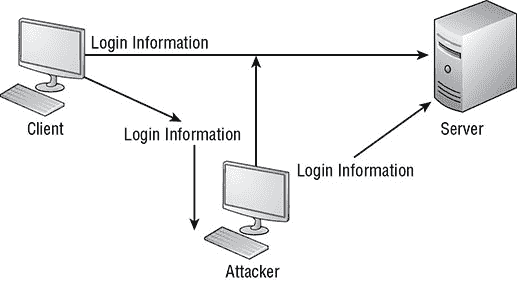 Login Information
Client
Server
Login Information
Login Information
Attacker